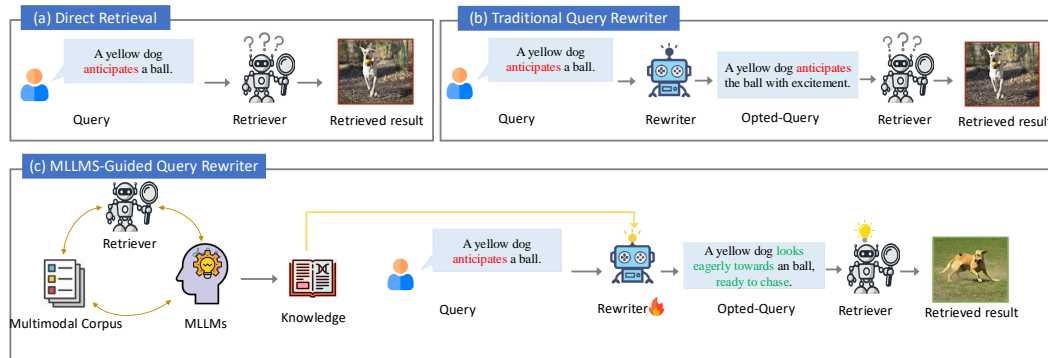 (a) Direct Retrieval
A yellow dog
anticipates a ball.
Query
Retriever
Retrieved result
(b) Traditional Query Rewriter
A yellow dog
anticipates a ball.
Query
Rewriter
A yellow dog anticipates
the ball with excitement.
Opted-Query
Retriever
Retrieved result
(c) MLLMS-Guided Query Rewriter
Retriever
Multimodal Corpus
MLLMs
Knowledge
A yellow dog
anticipates a ball.
Query
Rewriter
A yellow dog looks
eagerly towards an ball,
ready to chase.
Opted-Query
Retriever
Retrieved result